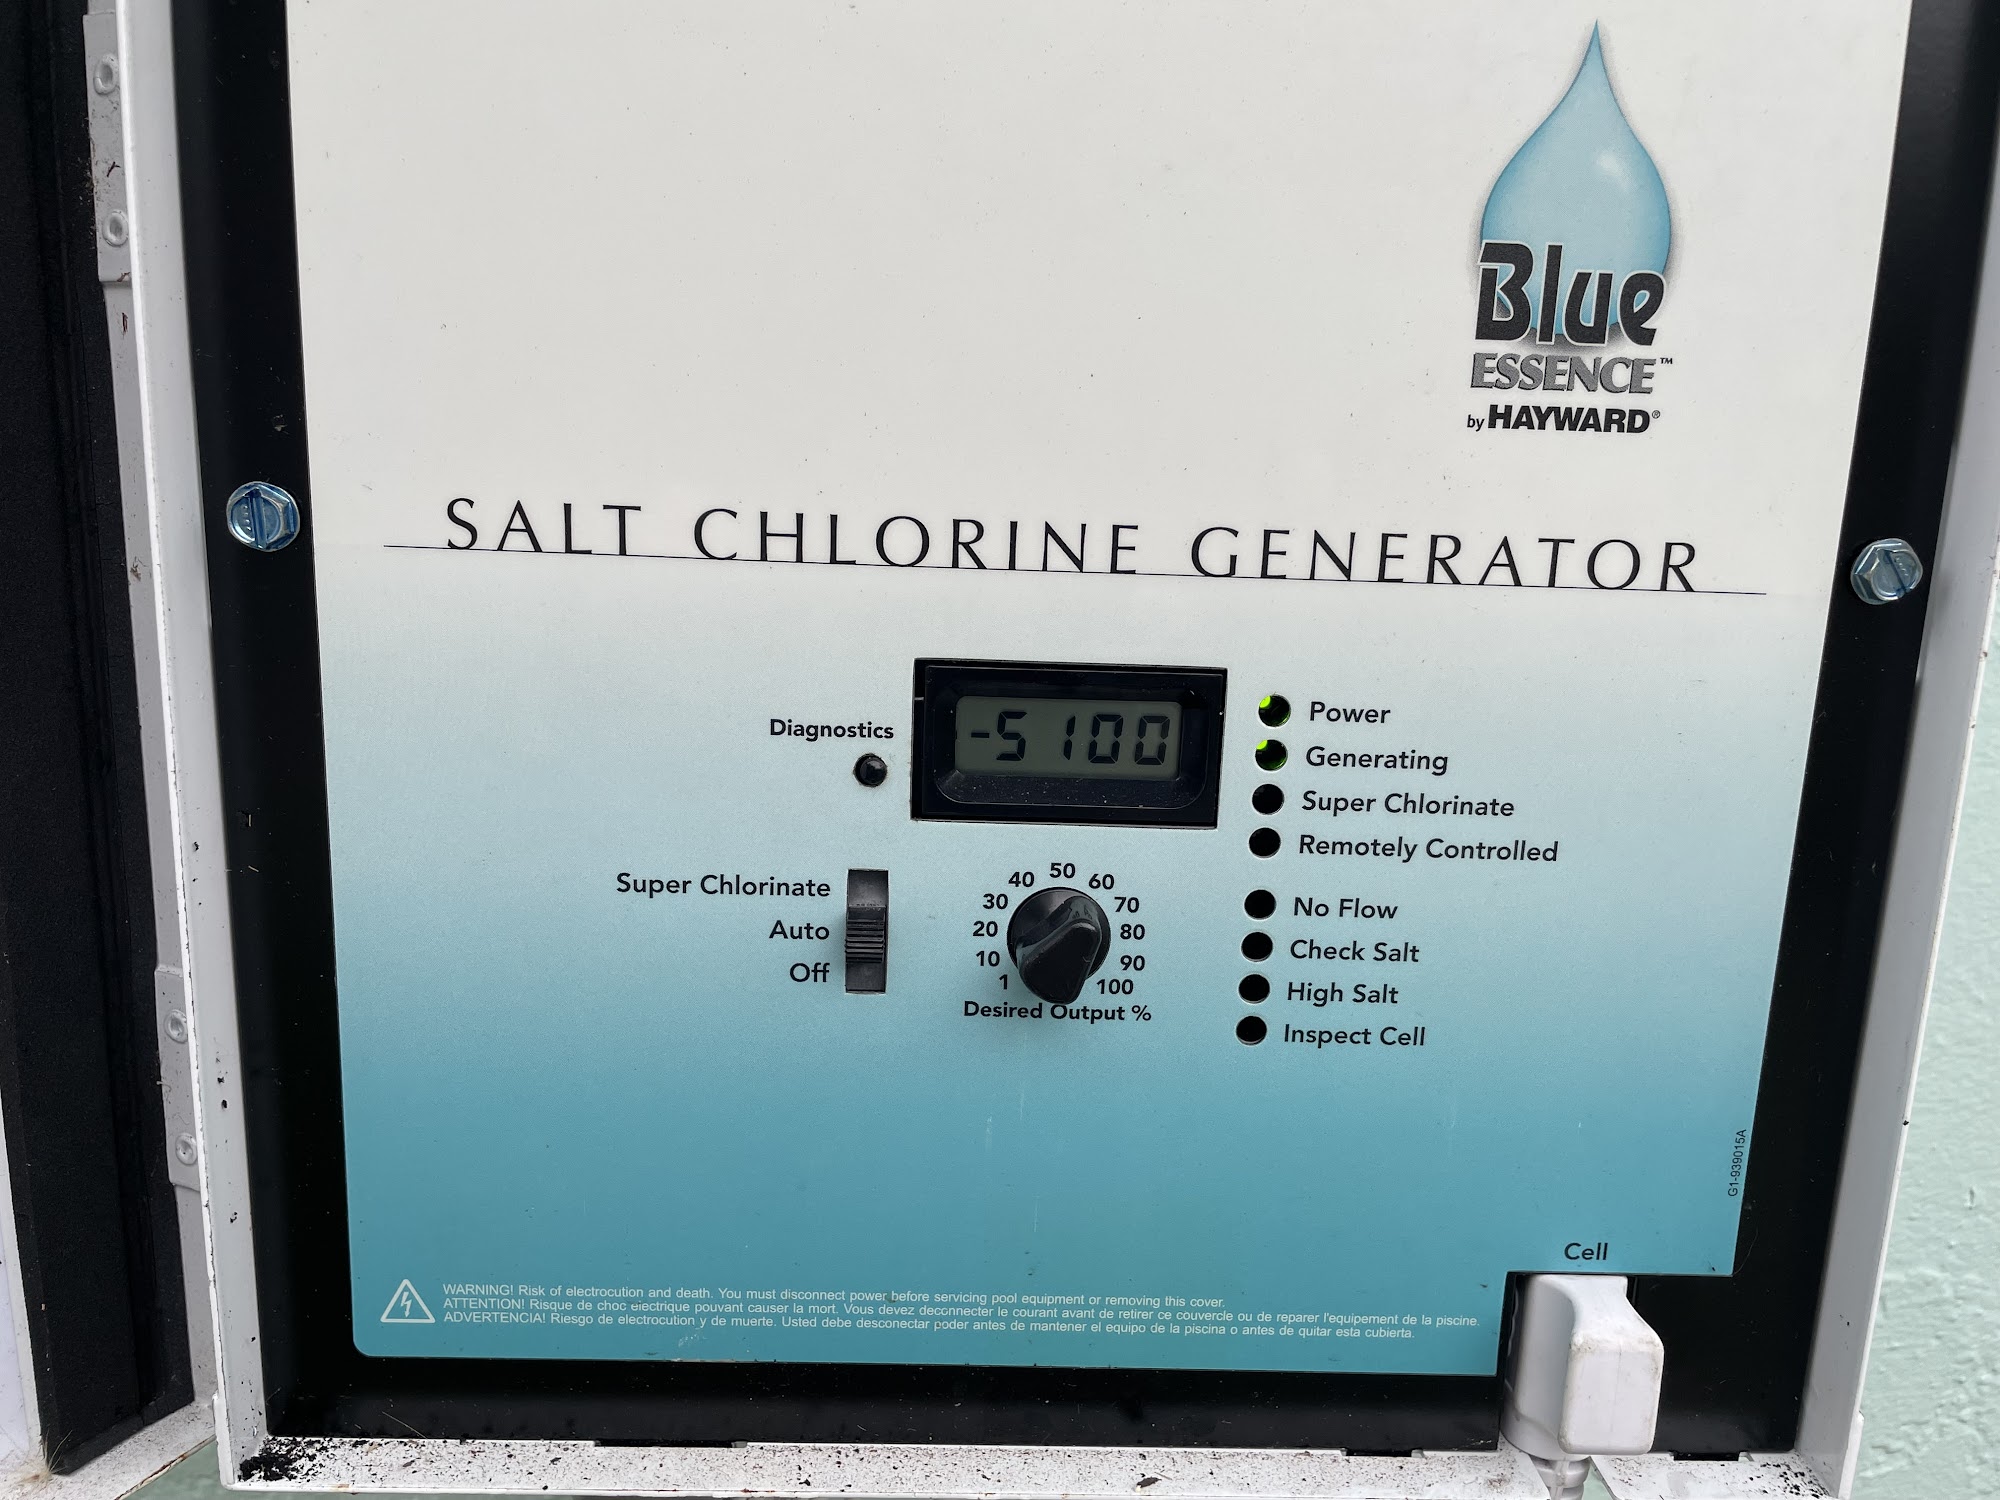 Blue
ESSENCE™
by HAYWARD®
SALT CHLORINE GENERATOR
Diagnostics
-5 100
Power
Generating
Super Chlorinate
Remotely Controlled
No Flow
Check Salt
High Salt
Inspect Cell
Super Chlorinate
Auto
Off
1 10 20 30 40 50 60 70 80 90 100
Desired Output %
G1-939015A
Cell
WARNING! Risk of electrocution and death. You must disconnect power before servicing pool equipment or removing this cover.
ATTENTION! Risque de choc electrique pouvant causer la mort. Vous devez deconnecter le courant avant de retirer ce couvercle ou de reparer l'equipement de la piscine.
ADVERTENCIA! Riesgo de electrocution y de muerte. Usted debe desconectar poder antes de mantener el equipo de la piscina o antes de quitar esta cubierta.